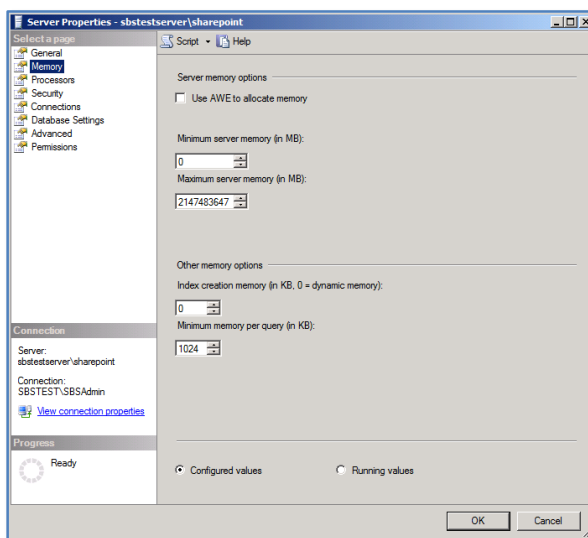 Server Properties - sbstestserver\sharepoint
Select a page
General
Memory
Processors
Security
Connections
Database Settings
Advanced
Permissions
Script
Help
Server memory options
Use AWE to allocate memory
Minimum server memory (in MB):
0
Maximum server memory (in MB):
2147483647
Other memory options
Index creation memory (in KB, 0 = dynamic memory):
0
Minimum memory per query (in KB):
1024
Connection
Server:
sbstestserver\sharepoint
Connection:
SBSTEST\SBSAdmin
View connection properties
Progress
Ready
Configured values
Running values
OK
Cancel